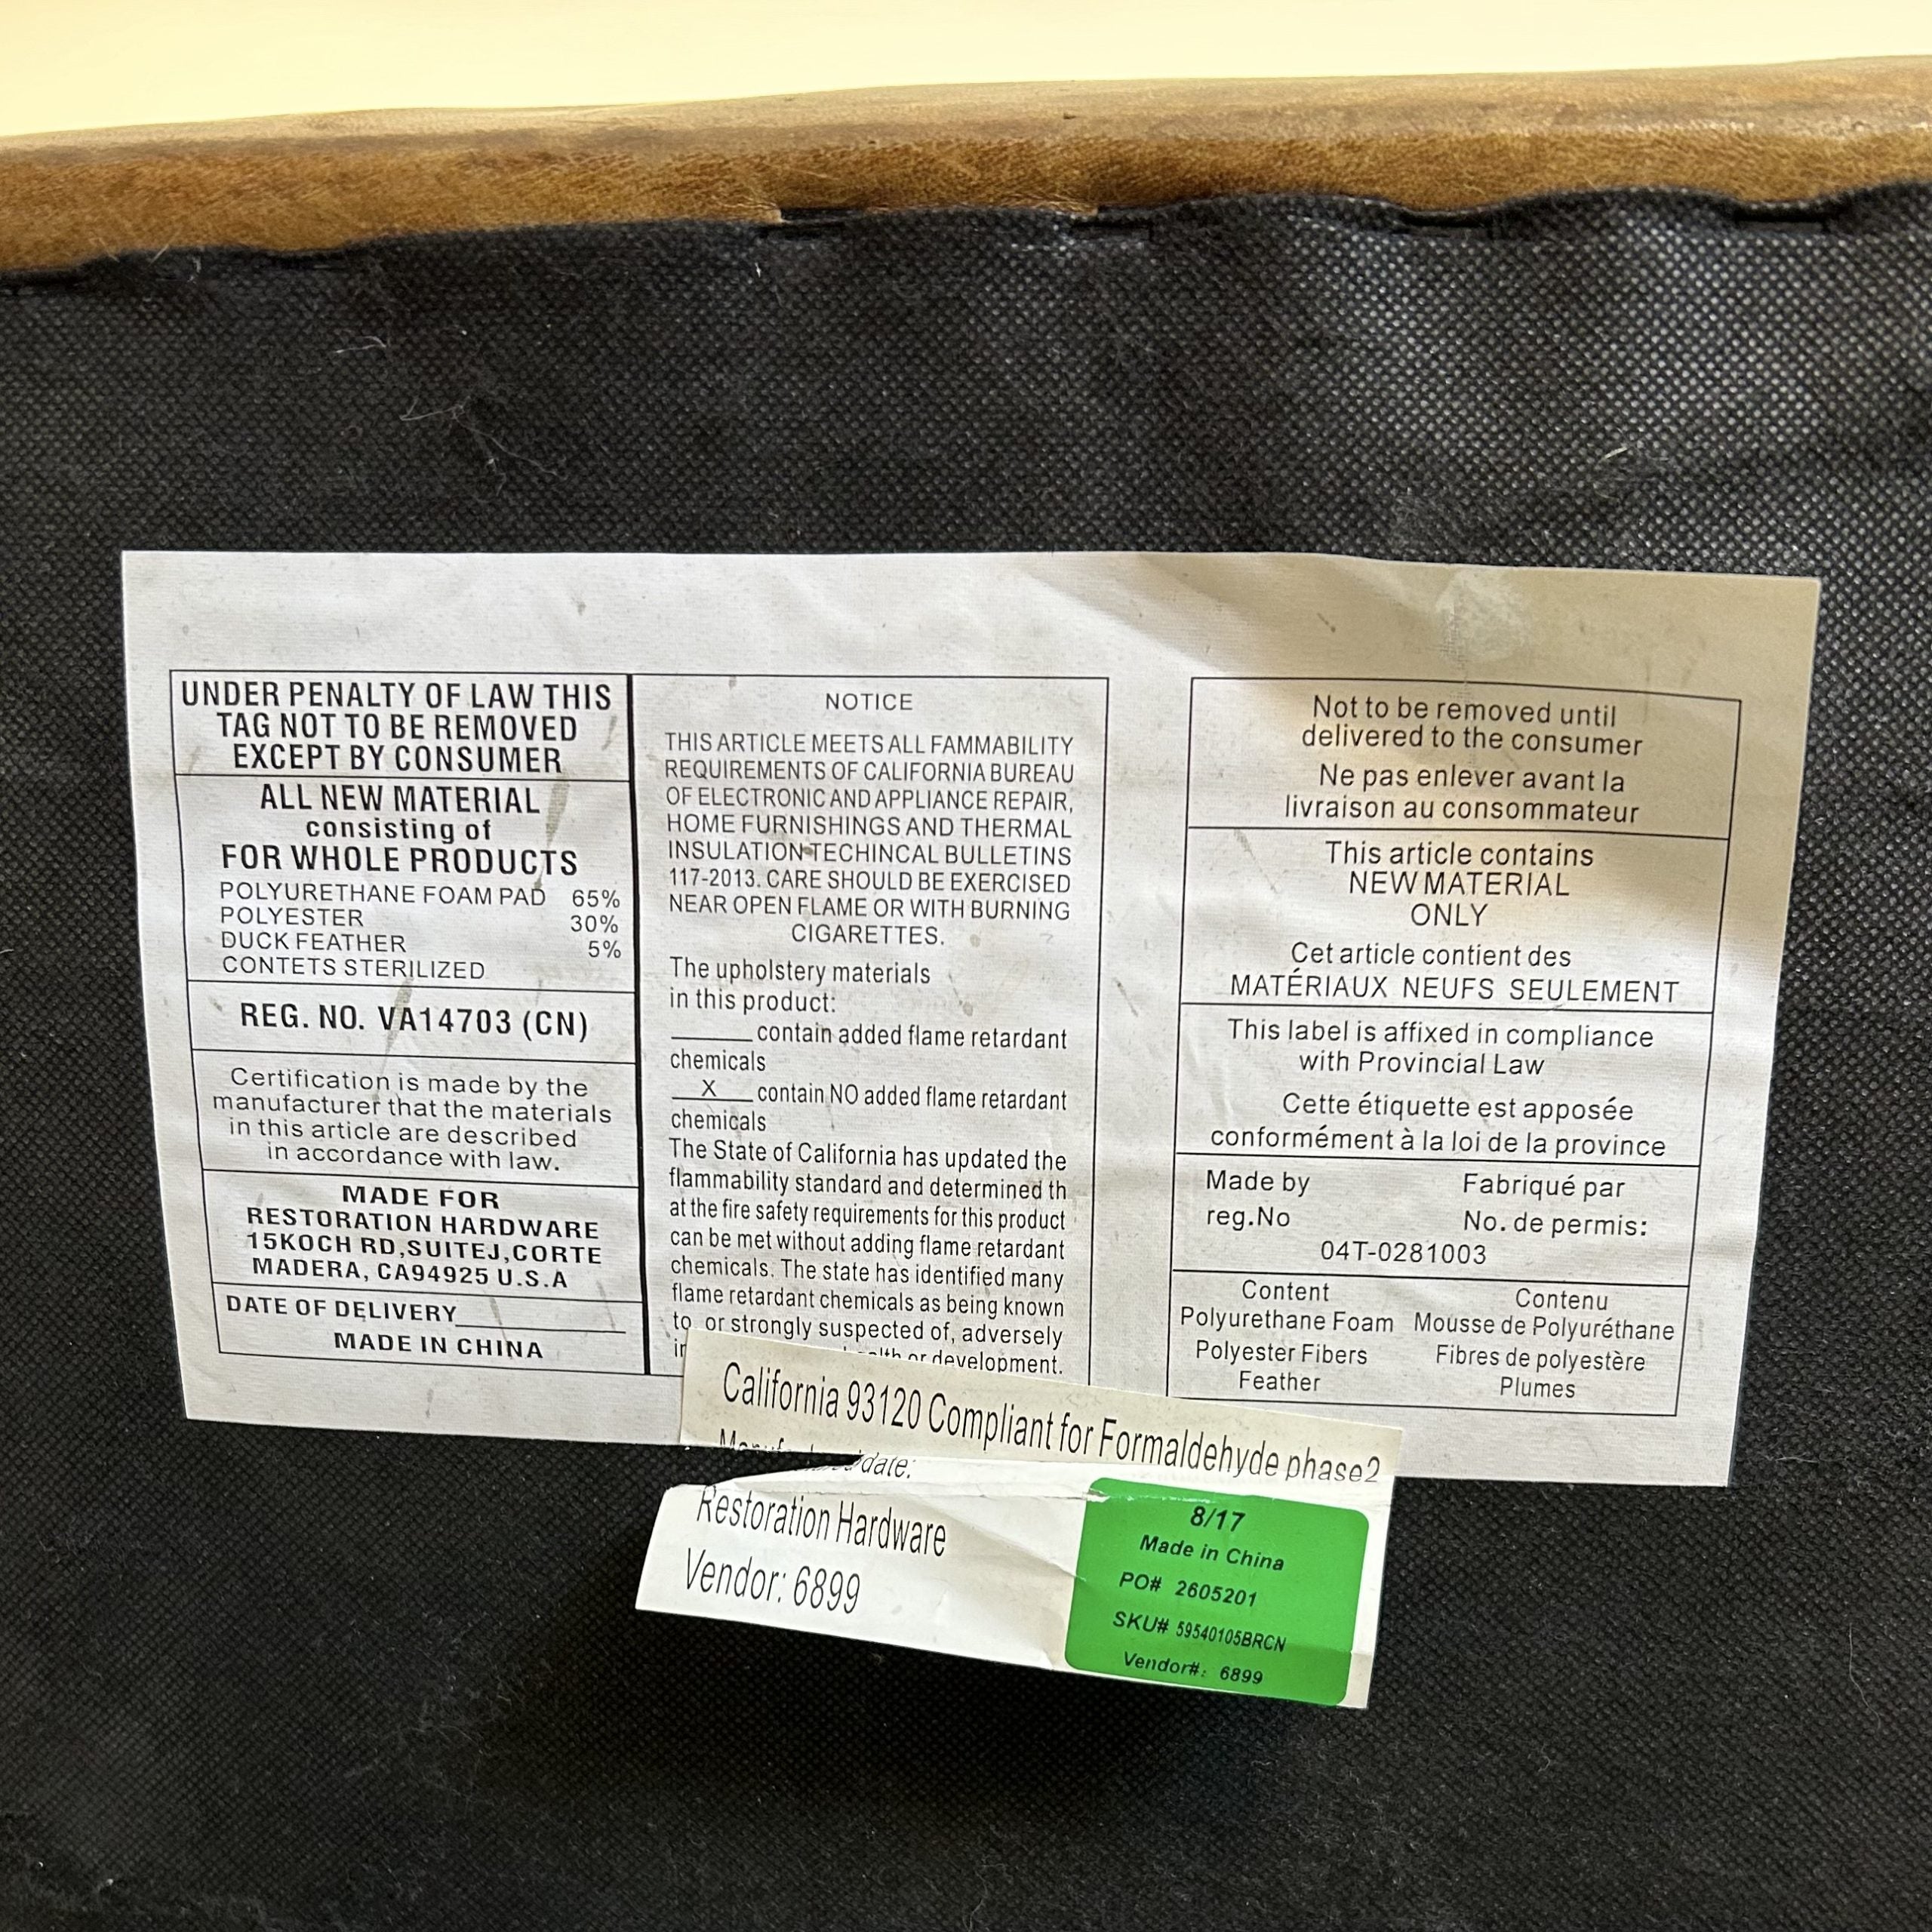 UNDER PENALTY OF LAW THIS
TAG NOT TO BE REMOVED
EXCEPT BY CONSUMER
ALL NEW MATERIAL
consisting of
FOR WHOLE PRODUCTS
POLYURETHANE FOAM PAD 65%
POLYESTER 30%
DUCK FEATHER 5%
CONTETS STERILIZED
REG. NO. VA14703 (CN)
Certification is made by the
manufacturer that the materials
in this article are described
in accordance with law.
MADE FOR
RESTORATION HARDWARE
15KOCH RD,SUITEJ,CORTE
MADERA, CA94925 U.S.A
DATE OF DELIVERY
MADE IN CHINA
NOTICE
THIS ARTICLE MEETS ALL FAMMABILITY
REQUIREMENTS OF CALIFORNIA BUREAU
OF ELECTRONIC AND APPLIANCE REPAIR,
HOME FURNISHINGS AND THERMAL
INSULATION TECHINCAL BULLETINS
117-2013. CARE SHOULD BE EXERCISED
NEAR OPEN FLAME OR WITH BURNING
CIGARETTES.
The upholstery materials
in this product:
contain added flame retardant
chemicals
X contain NO added flame retardant
chemicals
The State of California has updated the
flammability standard and determined th
at the fire safety requirements for this product
can be met without adding flame retardant
chemicals. The state has identified many
flame retardant chemicals as being known
to, or strongly suspected of, adversely
or development.
Not to be removed until
delivered to the consumer
Ne pas enlever avant la
livraison au consommateur
This article contains
NEW MATERIAL
ONLY
Cet article contient des
MATÉRIAUX NEUFS SEULEMENT
This label is affixed in compliance
with Provincial Law
Cette étiquette est apposée
conformément à la loi de la province
Made by Fabriqué par
reg.No No. de permis:
04T-0281003
Content Contenu
Polyurethane Foam Mousse de Polyuréthane
Polyester Fibers Fibres de polyestère
Feather Plumes
California 93120 Compliant for Formaldehyde phase2
date:
Restoration Hardware
Vendor: 6899
8/17
Made in China
PO# 2605201
SKU# 59540105BRCN
Vendor#: 6899